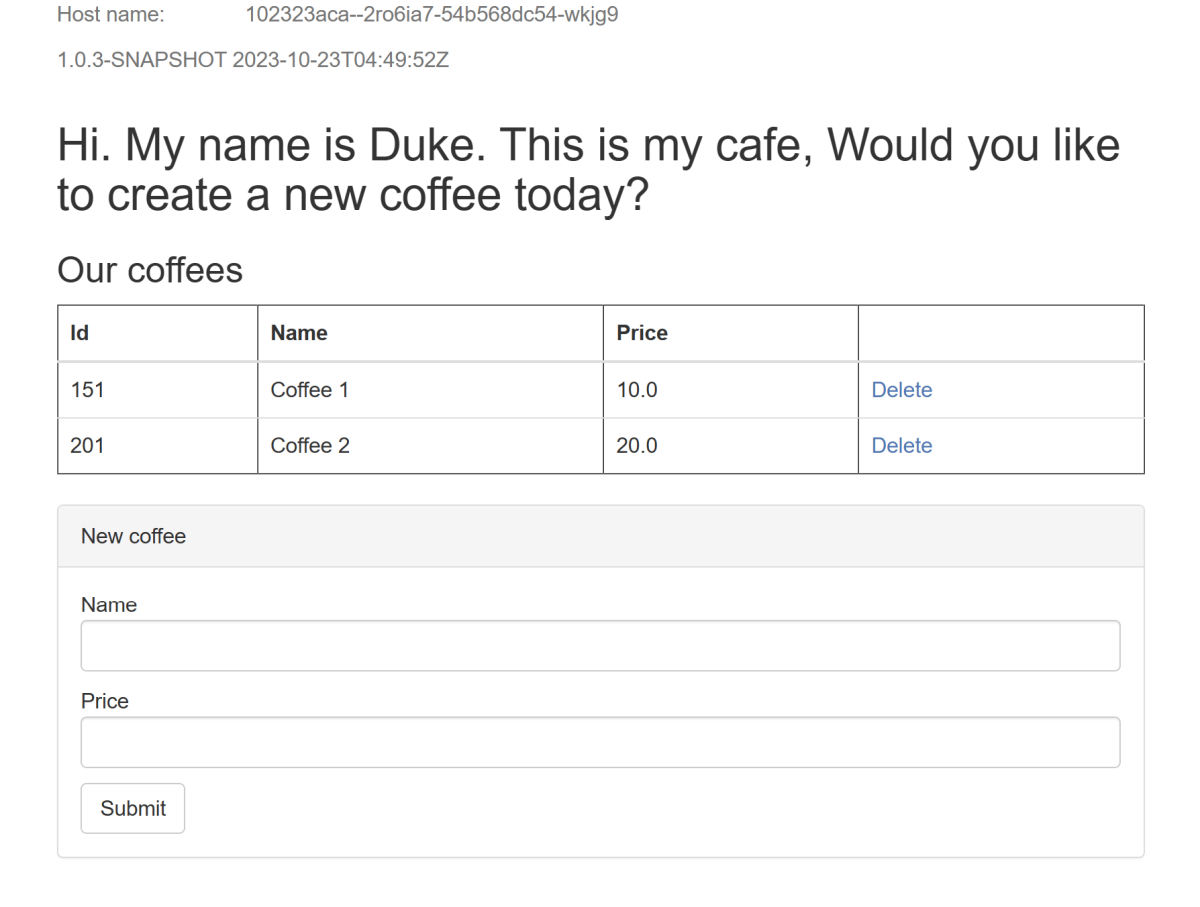 Host name: 102323aca--2ro6ia7-54b568dc54-wkjg9
1.0.3-SNAPSHOT 2023-10-23T04:49:52Z
Hi. My name is Duke. This is my cafe, Would you like
to create a new coffee today?
Our coffees
Id Name Price
151 Coffee 1 10.0 Delete
201 Coffee 2 20.0 Delete
New coffee
Name
Price
Submit